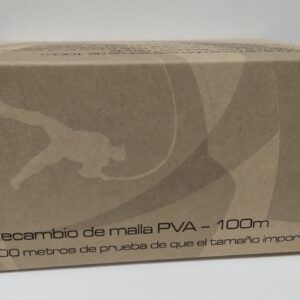 ecambio de malla PVA - 100m
00 metros de prueba de que el tamaño impor